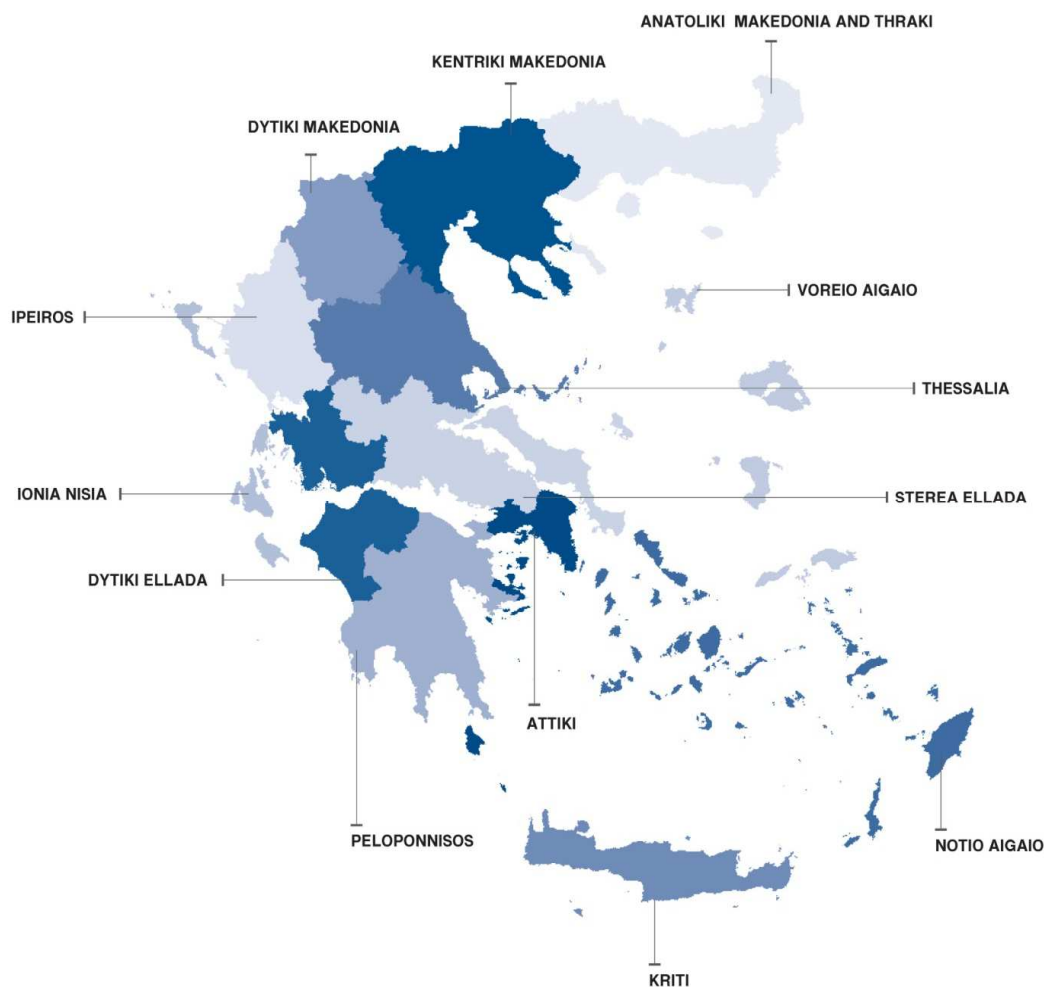 ANATOLIKI MAKEDONIA AND THRAKI
KENTRIKI MAKEDONIA
DYTIKI MAKEDONIA
VOREIO AIGAIO
IPEIROS
THESSALIA
IONIA NISIA
STEREA ELLADA
DYTIKI ELLADA
ATTIKI
PELOPONNISOS
NOTIO AIGAIO
KRITI